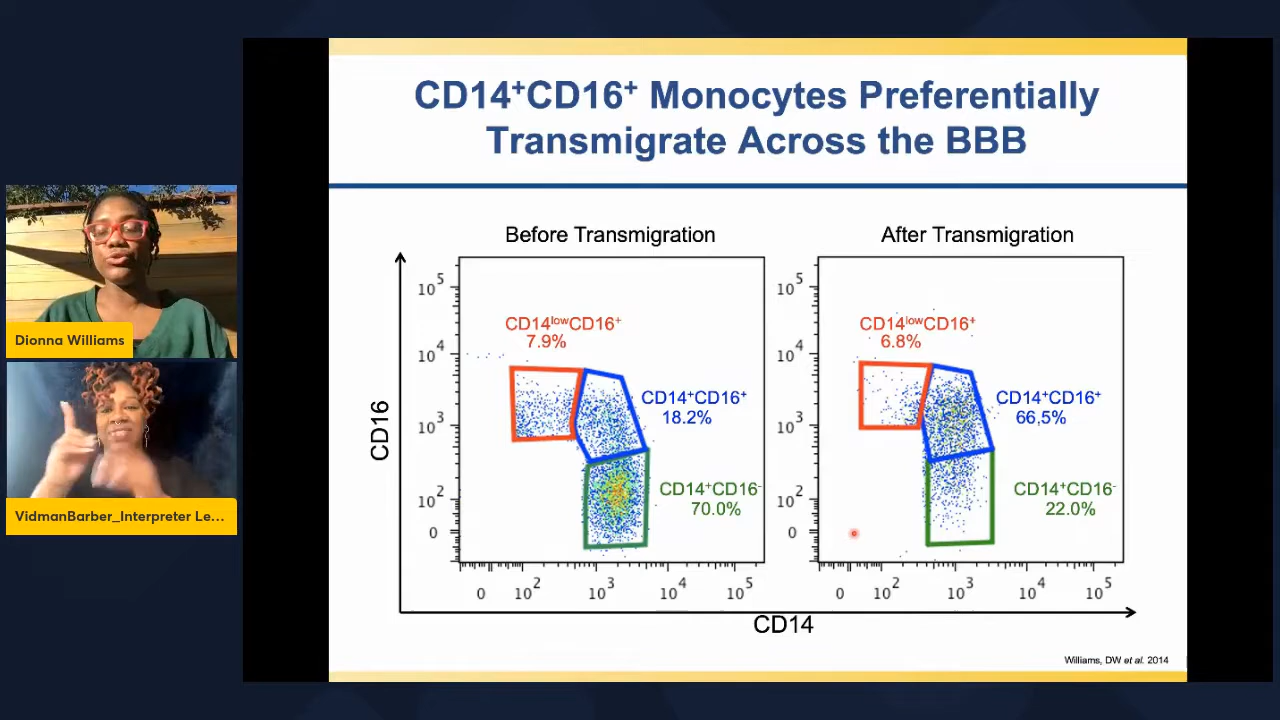 CD14⁺CD16⁺ Monocytes Preferentially
Transmigrate Across the BBB
Before Transmigration
After Transmigration
CD16
10⁵
10⁴
10³
10²
0
CD14ˡᵒʷCD16⁺
7.9%
CD14⁺CD16⁺
18.2%
CD14⁺CD16⁻
70.0%
0
10²
10³
10⁴
10⁵
10⁵
10⁴
10³
10²
0
CD14ˡᵒʷCD16⁺
6.8%
CD14⁺CD16⁺
66,5%
CD14⁺CD16⁻
22.0%
0
10²
10³
10⁴
10⁵
CD14
Williams, DW et al. 2014
Dionna Williams
VidmanBarber_Interpreter Le...